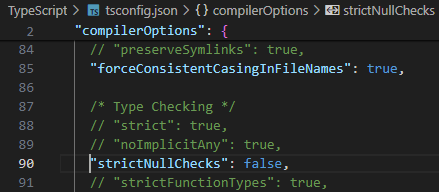 TypeScript > tsconfig.json > {} compilerOptions > strictNullChecks
2 "compilerOptions": {
84 // "preserveSymlinks": true,
85 "forceConsistentCasingInFileNames": true,
86
87 /* Type Checking */
88 // "strict": true,
89 // "noImplicitAny": true,
90 "strictNullChecks": false,
91 // "strictFunctionTypes": true,